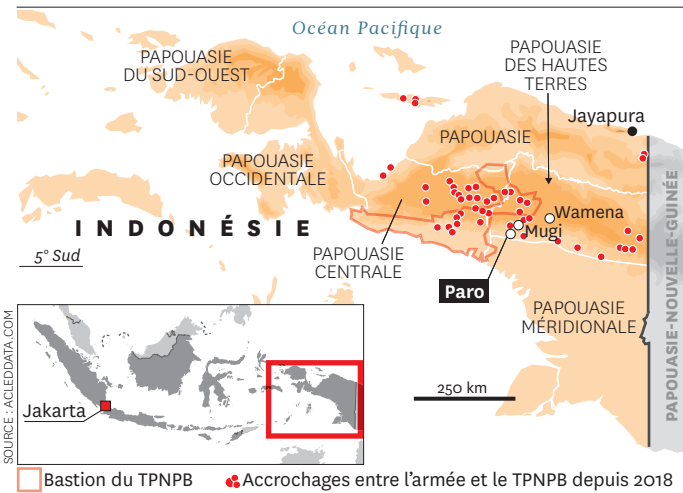 Océan Pacifique
PAPOUASIE
DU SUD-OUEST
PAPOUASIE
DES HAUTES
TERRES
Jayapura
PAPOUASIE
PAPOUASIE
OCCIDENTALE
INDONÉSIE
Wamena
Mugi
5° Sud
PAPOUASIE
CENTRALE
Paro
PAPOUASIE
MÉRIDIONALE
PAPOUASIE-NOUVELLE-GUINÉE
250 km
Jakarta
SOURCE : ACLEDDATA.COM
Bastion du TPNPB
Accrochages entre l'armée et le TPNPB depuis 2018